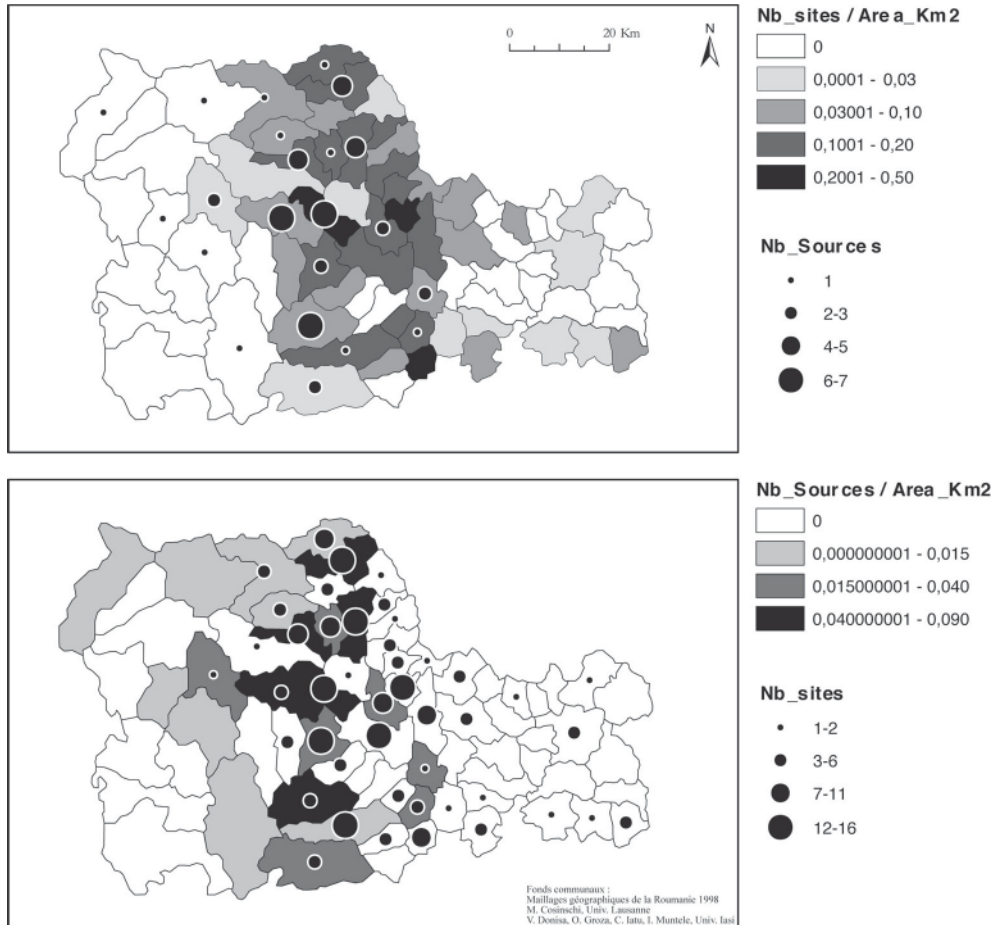 Nb_sites / Area_Km2
0
0,0001 - 0,03
0,03001 - 0,10
0,1001 - 0,20
0,2001 - 0,50
Nb_Sources
1
2-3
4-5
6-7
0 20 Km
N
Nb_Sources / Area_Km2
0
0,000000001 - 0,015
0,015000001 - 0,040
0,040000001 - 0,090
Nb_sites
1-2
3-6
7-11
12-16
Fonds communaux :
Maillages géographiques de la Roumanie 1998
M. Cosinschi, Univ. Lausanne
V. Donisa, O. Groza, C. Iatu, I. Muntele, Univ. Iasi